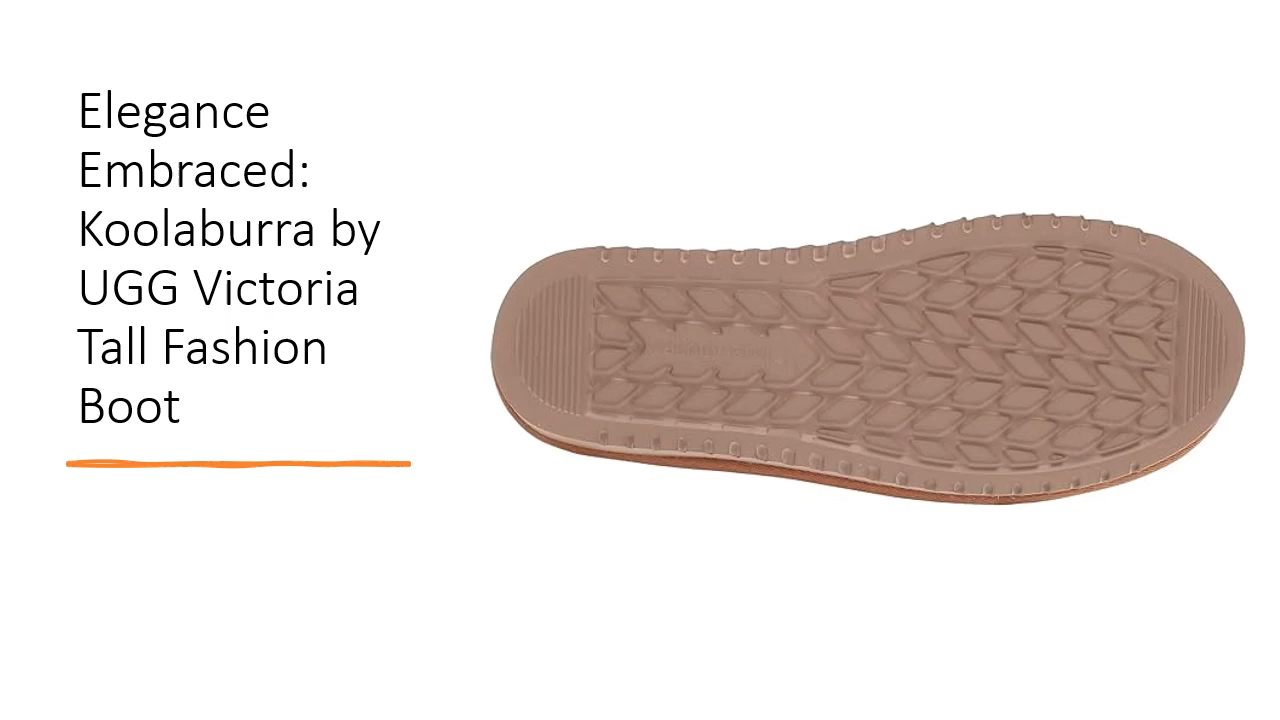 Elegance
Embraced:
Koolaburra by
UGG Victoria
Tall Fashion
Boot